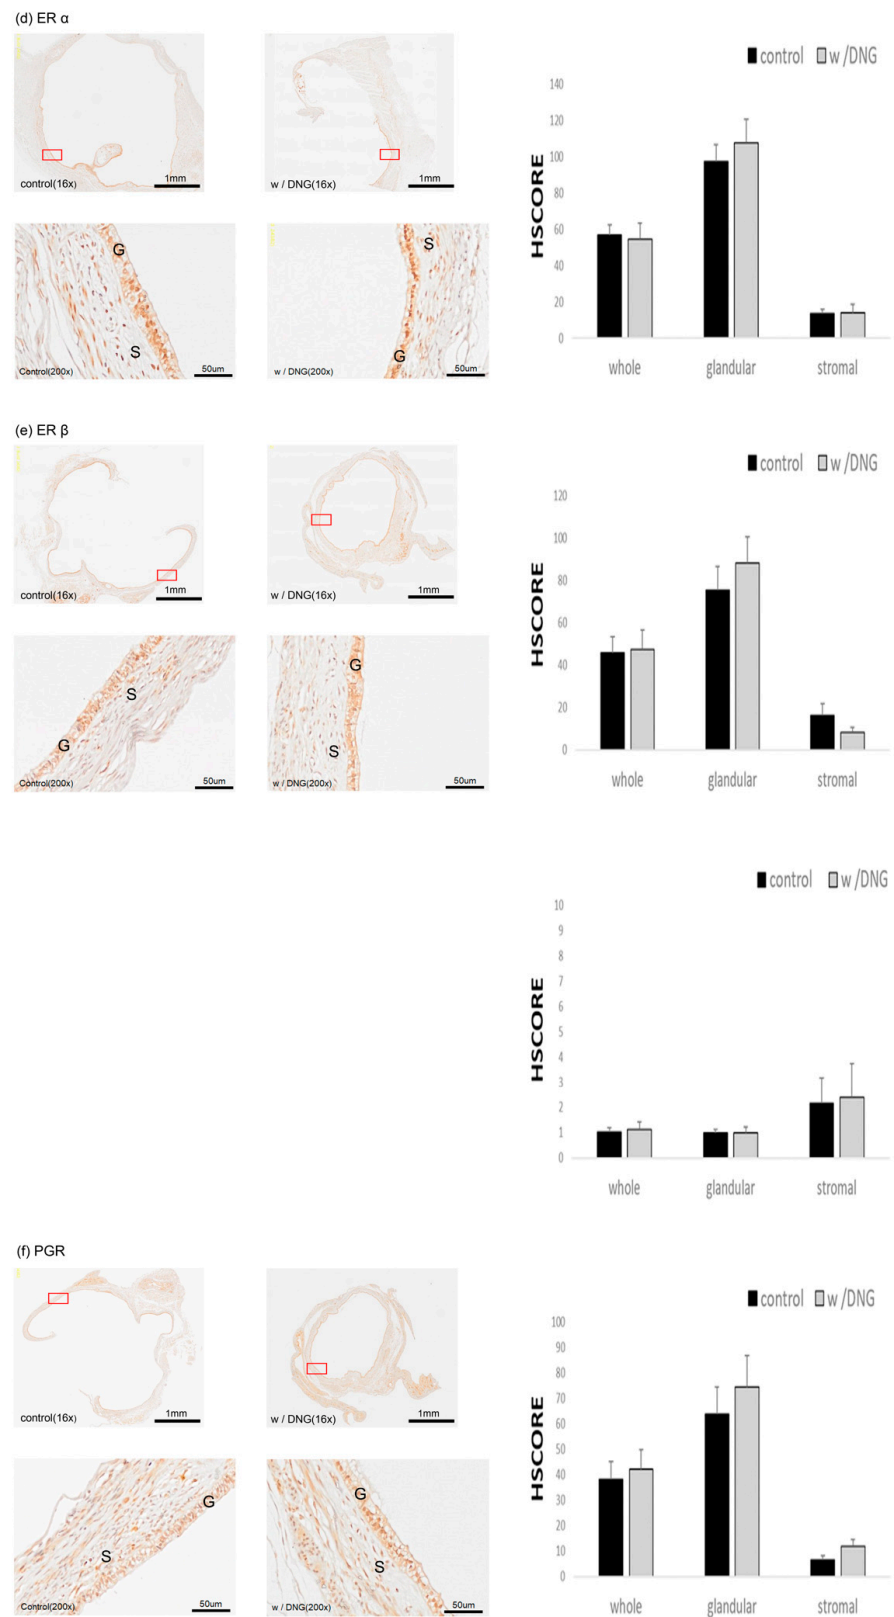 (d) ER α
control(16x)
1mm
w / DNG(16x)
1mm
G
S
Control(200x)
50um
S
G
w / DNG(200x)
50um
control w /DNG
HSCORE
140
120
100
80
60
40
20
0
whole glandular stromal
(e) ER β
control(16x)
1mm
w / DNG(16x)
1mm
S
G
Control(200x)
50um
G
S
w / DNG(200x)
50um
control w /DNG
HSCORE
120
100
80
60
40
20
0
whole glandular stromal
control w /DNG
HSCORE
10
9
8
7
6
5
4
3
2
1
0
whole glandular stromal
(f) PGR
control(16x)
1mm
w / DNG(16x)
1mm
G
S
Control(200x)
50um
G
S
w / DNG(200x)
50um
control w /DNG
HSCORE
100
90
80
70
60
50
40
30
20
10
0
whole glandular stromal